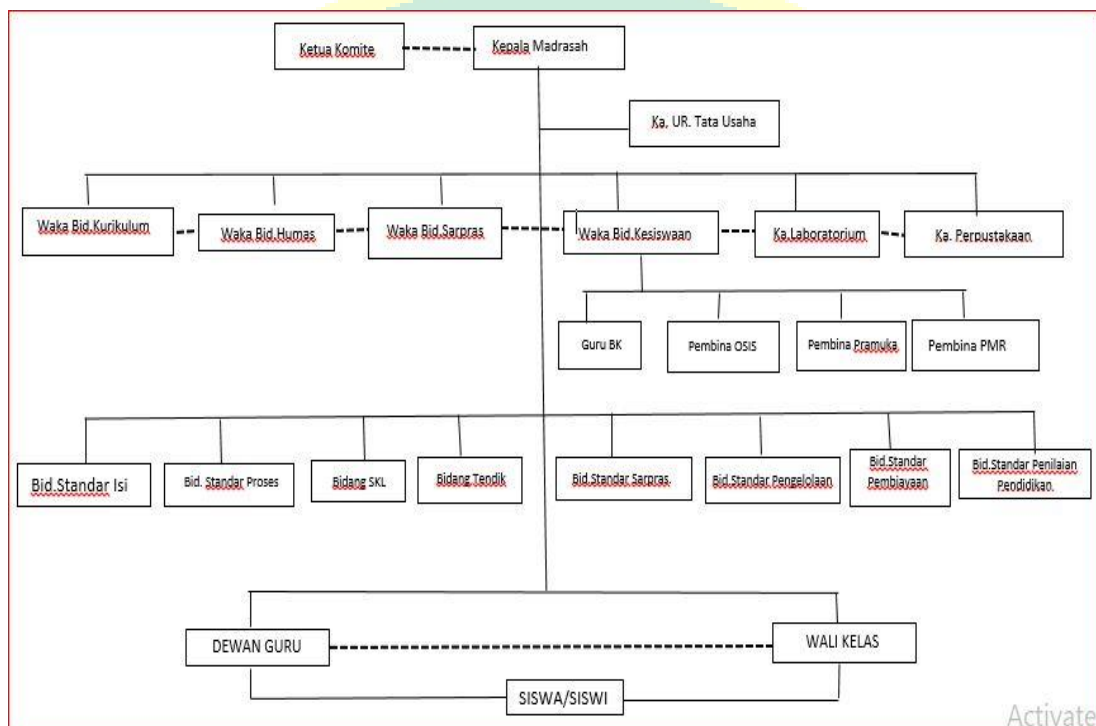 Ketua Komite
Kepala Madrasah
Ka. UR. Tata Usaha
Waka Bid.Kurikulum
Waka Bid.Humas
Waka Bid.Sarpras
Waka Bid.Kesiswaan
Ka.Laboratorium
Ka. Perpustakaan
Guru BK
Pembina OSIS
Pembina Pramuka
Pembina PMR
Bid.Standar Isi
Bid. Standar Proses
Bidang SKL
Bidang Tendik
Bid.Standar Sarpras.
Bid.Standar Pengelolaan
Bid.Standar
Pembiayaan
Bid.Standar Penilaian
Pendidikan.
DEWAN GURU
WALI KELAS
SISWA/SISWI
Activate